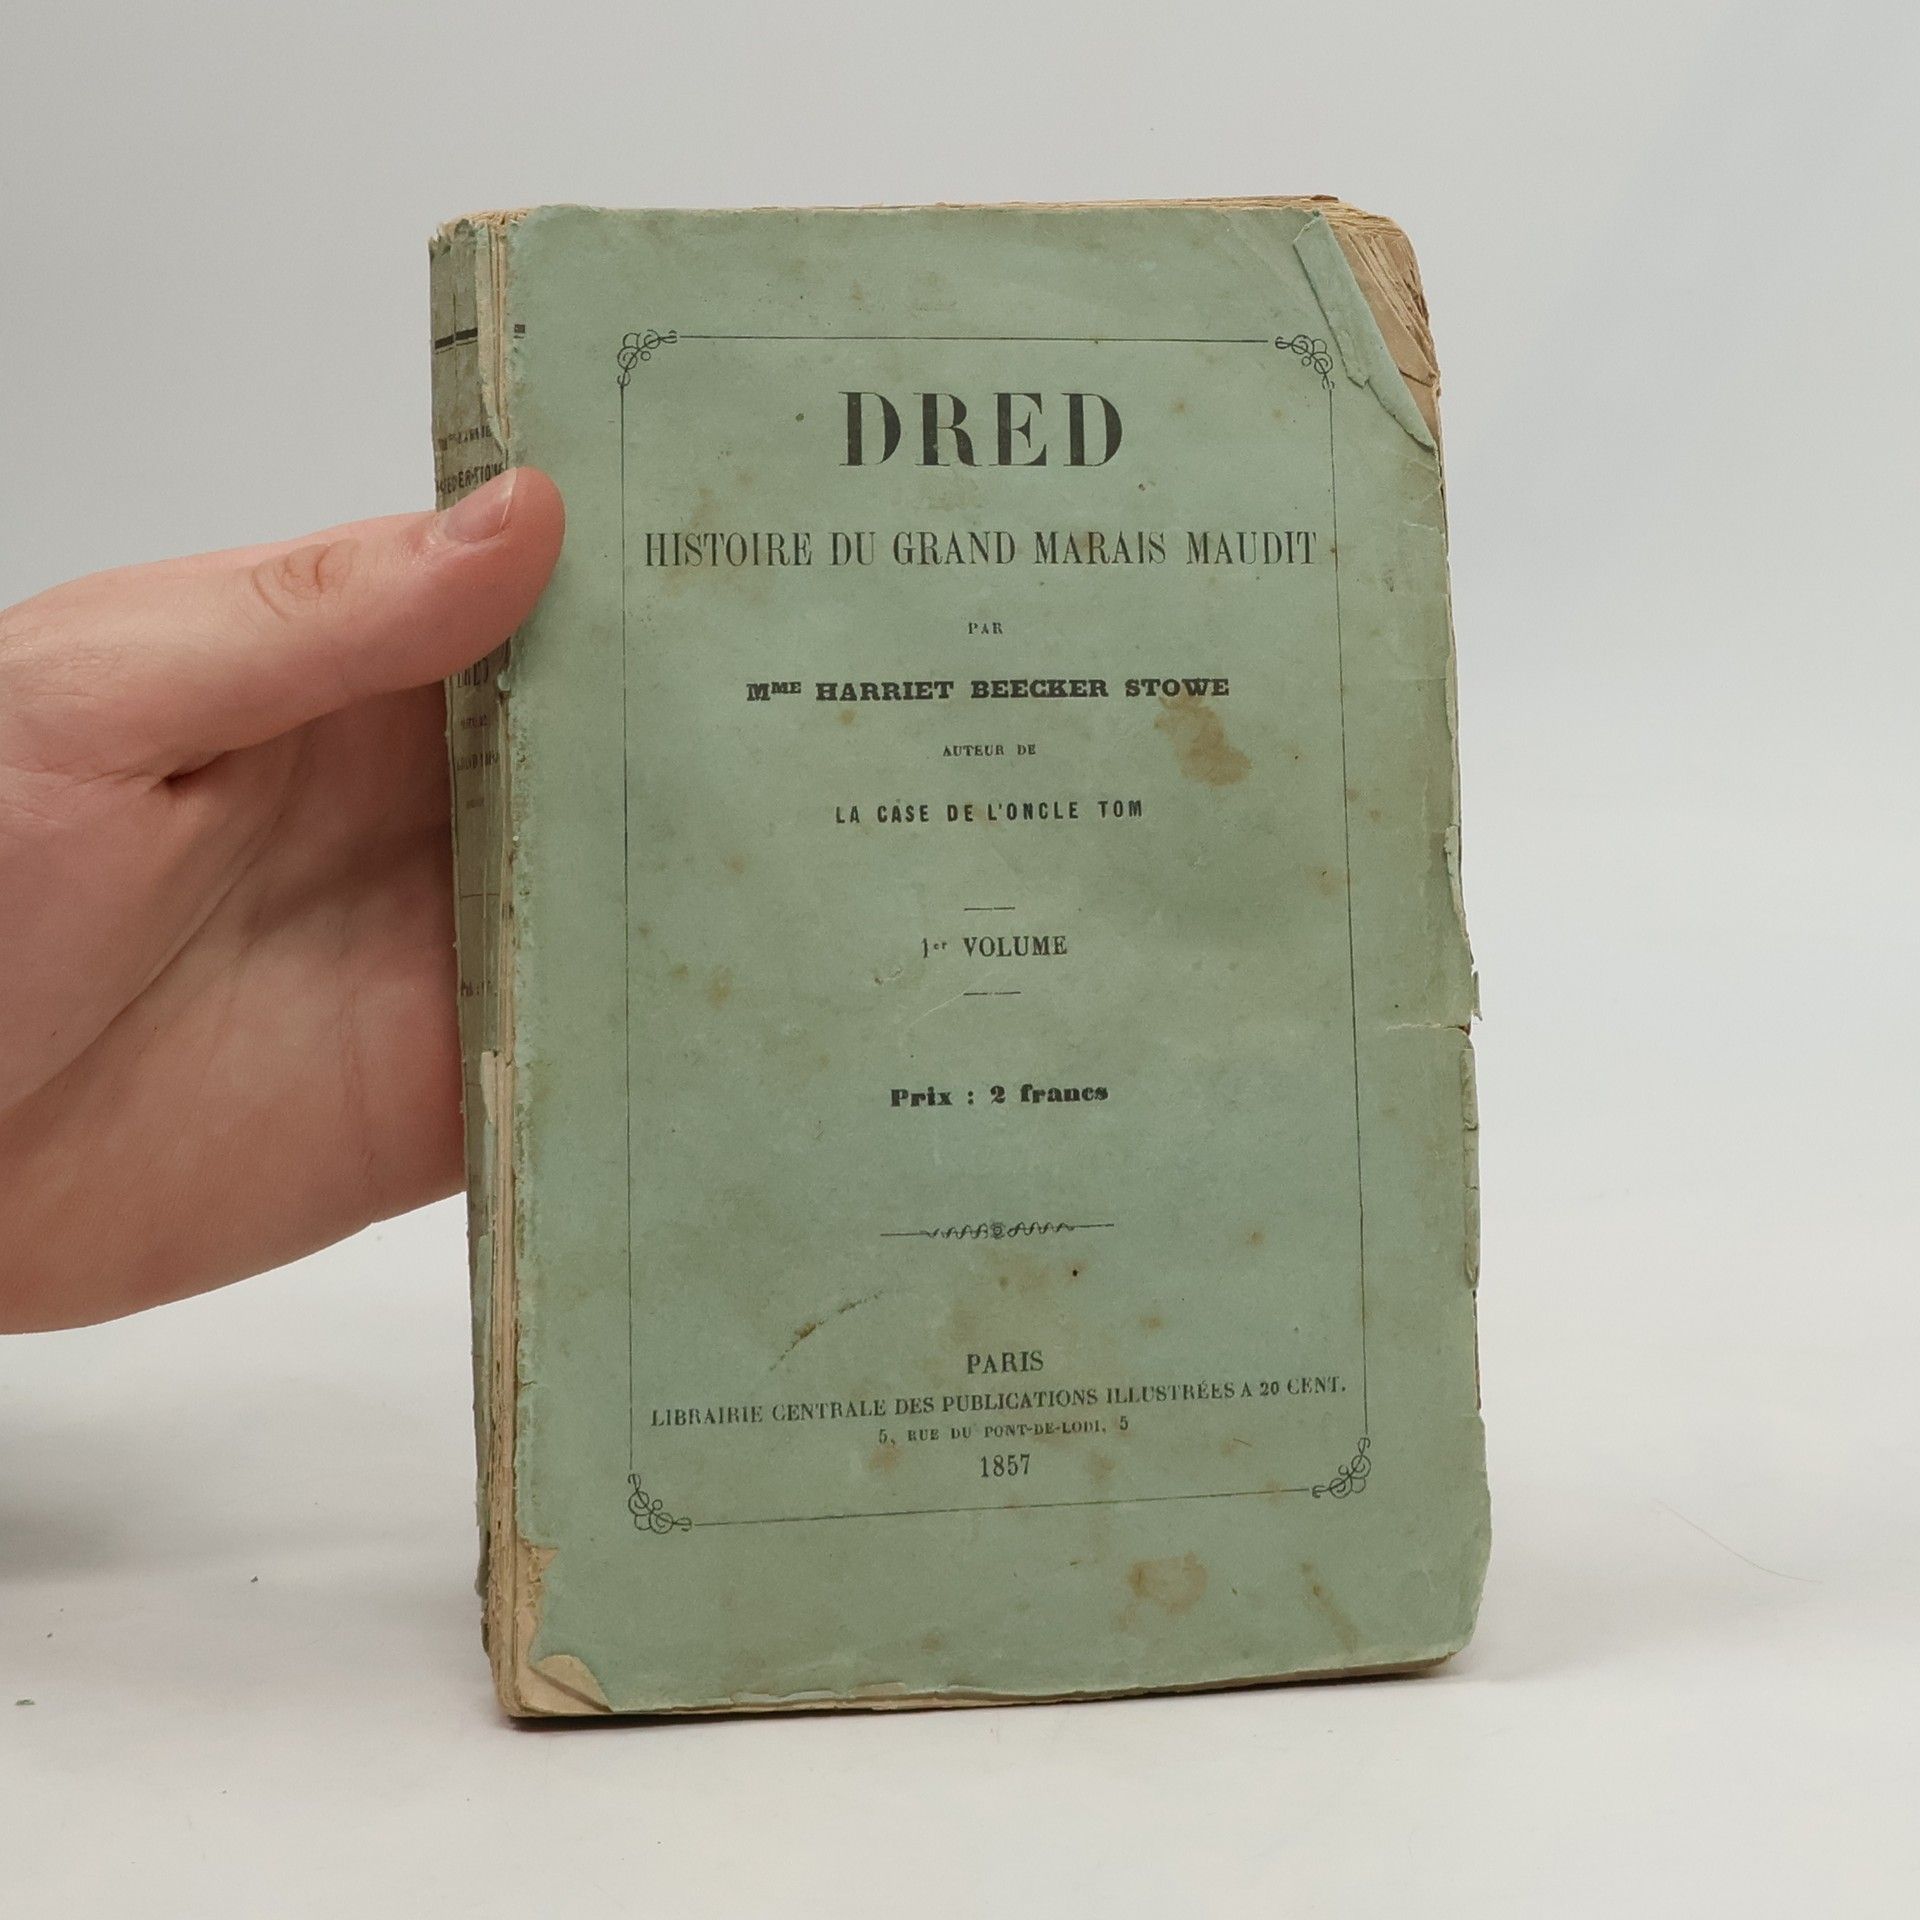 DRED
HISTOIRE DU GRAND MARAIS MAUDIT
PAR
MME HARRIET BEECKER STOWE
AUTEUR DE
LA CASE DE L'ONCLE TOM
1er VOLUME
Prix : 2 francs
PARIS
LIBRAIRIE CENTRALE DES PUBLICATIONS ILLUSTRÉES A 20 CENT.
5, RUE DU PONT-DE-LODI, 5
1857